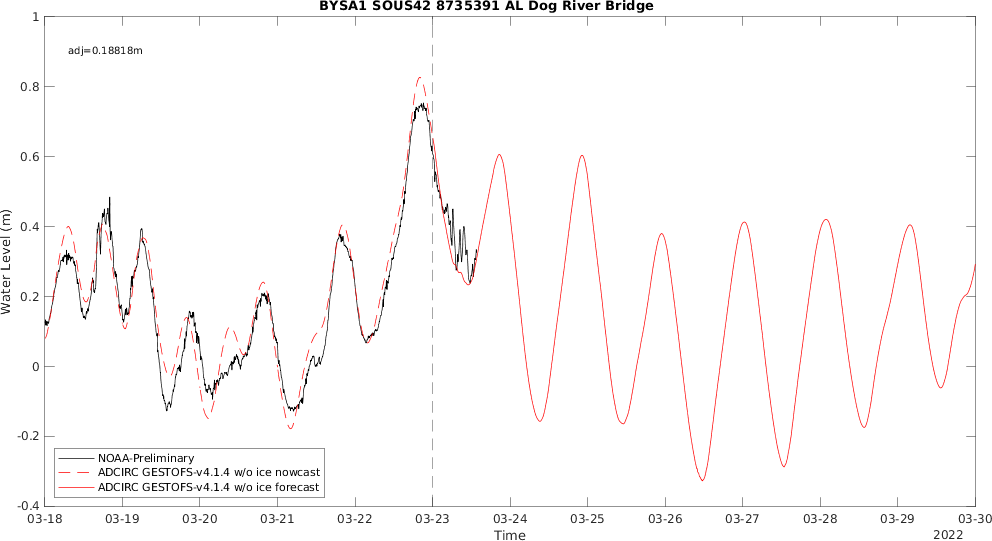 BYSA1 SOUS42 8735391 AL Dog River Bridge
adj=0.18818m
Water Level (m)
1
0.8
0.6
0.4
0.2
0
-0.2
-0.4
NOAA-Preliminary
ADCIRC GESTOFS-v4.1.4 w/o ice nowcast
ADCIRC GESTOFS-v4.1.4 w/o ice forecast
03-18 03-19 03-20 03-21 03-22 03-23 03-24 03-25 03-26 03-27 03-28 03-29 03-30
Time
2022